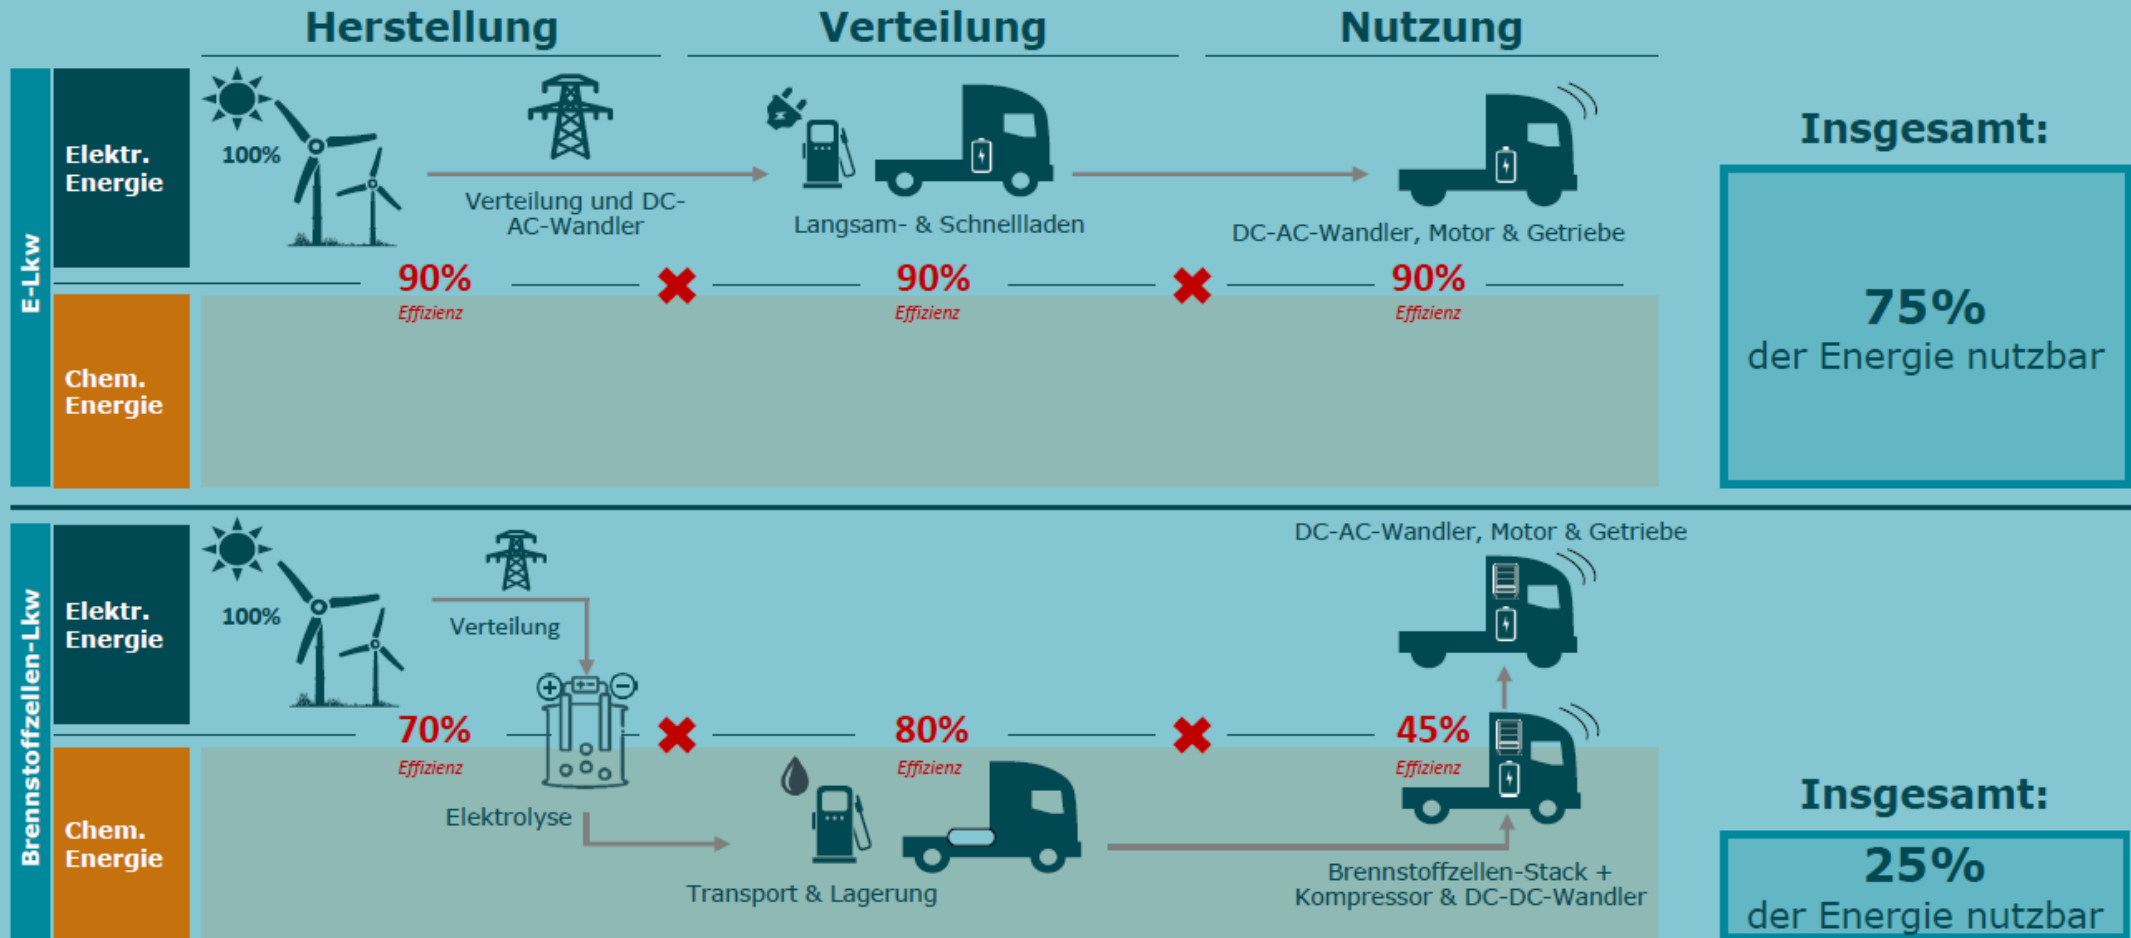 Herstellung
Verteilung
Nutzung
E-Lkw
Elektr.
Energie
100%
Verteilung und DC-
AC-Wandler
Langsam- & Schnellladen
DC-AC-Wandler, Motor & Getriebe
90%
Effizienz
90%
Effizienz
90%
Effizienz
Chem.
Energie
Insgesamt:
75%
der Energie nutzbar
Brennstoffzellen-Lkw
Elektr.
Energie
100%
Verteilung
DC-AC-Wandler, Motor & Getriebe
70%
Effizienz
80%
Effizienz
45%
Effizienz
Chem.
Energie
Elektrolyse
Transport & Lagerung
Brennstoffzellen-Stack +
Kompressor & DC-DC-Wandler
Insgesamt:
25%
der Energie nutzbar